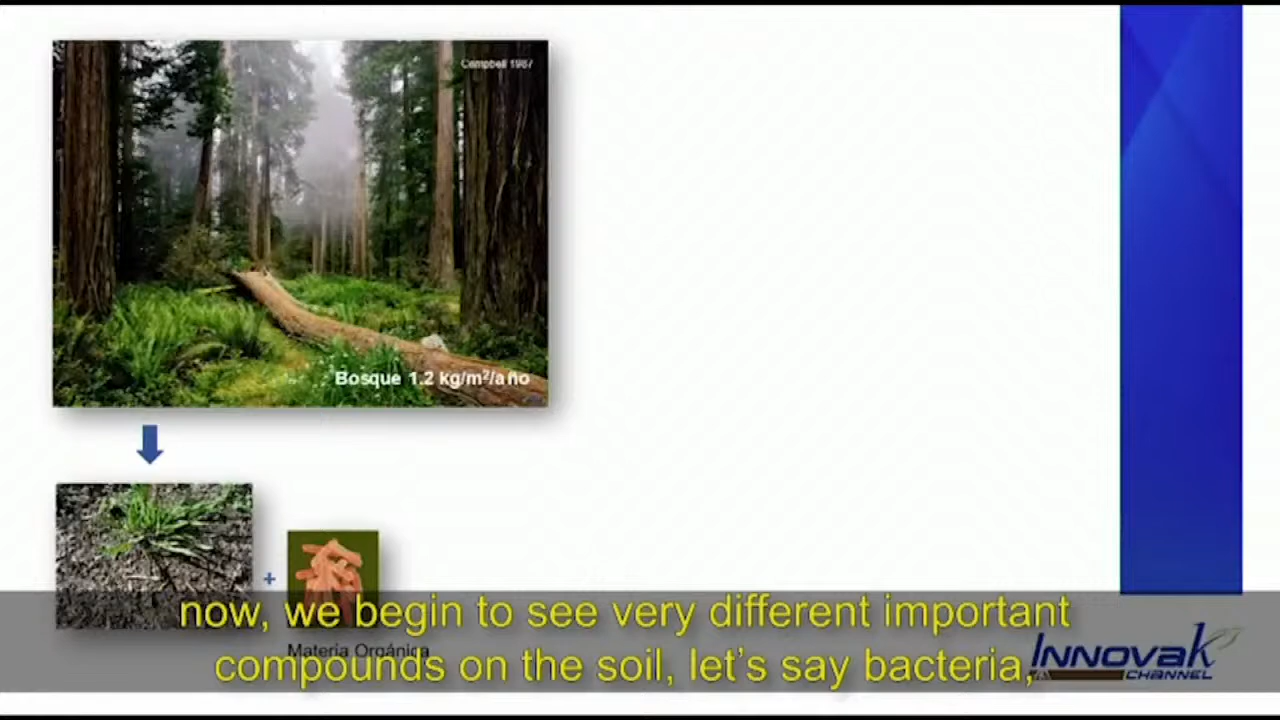 Campbell 1987
Bosque 1.2 kg/m²/año
+
now, we begin to see very different important
Materia Orgánica
compounds on the soil, let's say bacteria,
Innovak
CHANNEL